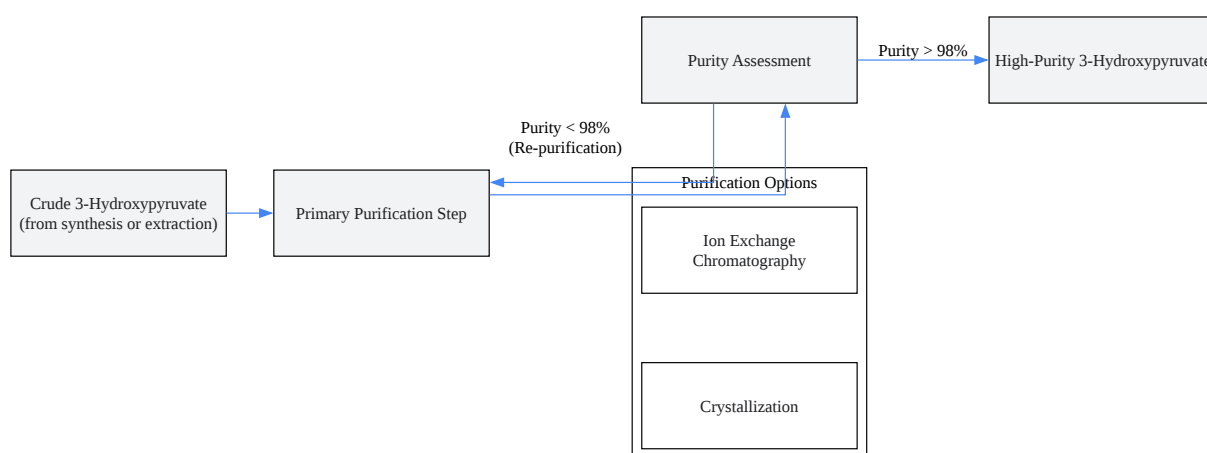 Purity Assessment
Purity > 98%
High-Purity 3-Hydroxypyruvate
Purity < 98%
(Re-purification)
Crude 3-Hydroxypyruvate
(from synthesis or extraction)
Primary Purification Step
Purification Options
Ion Exchange
Chromatography
Crystallization